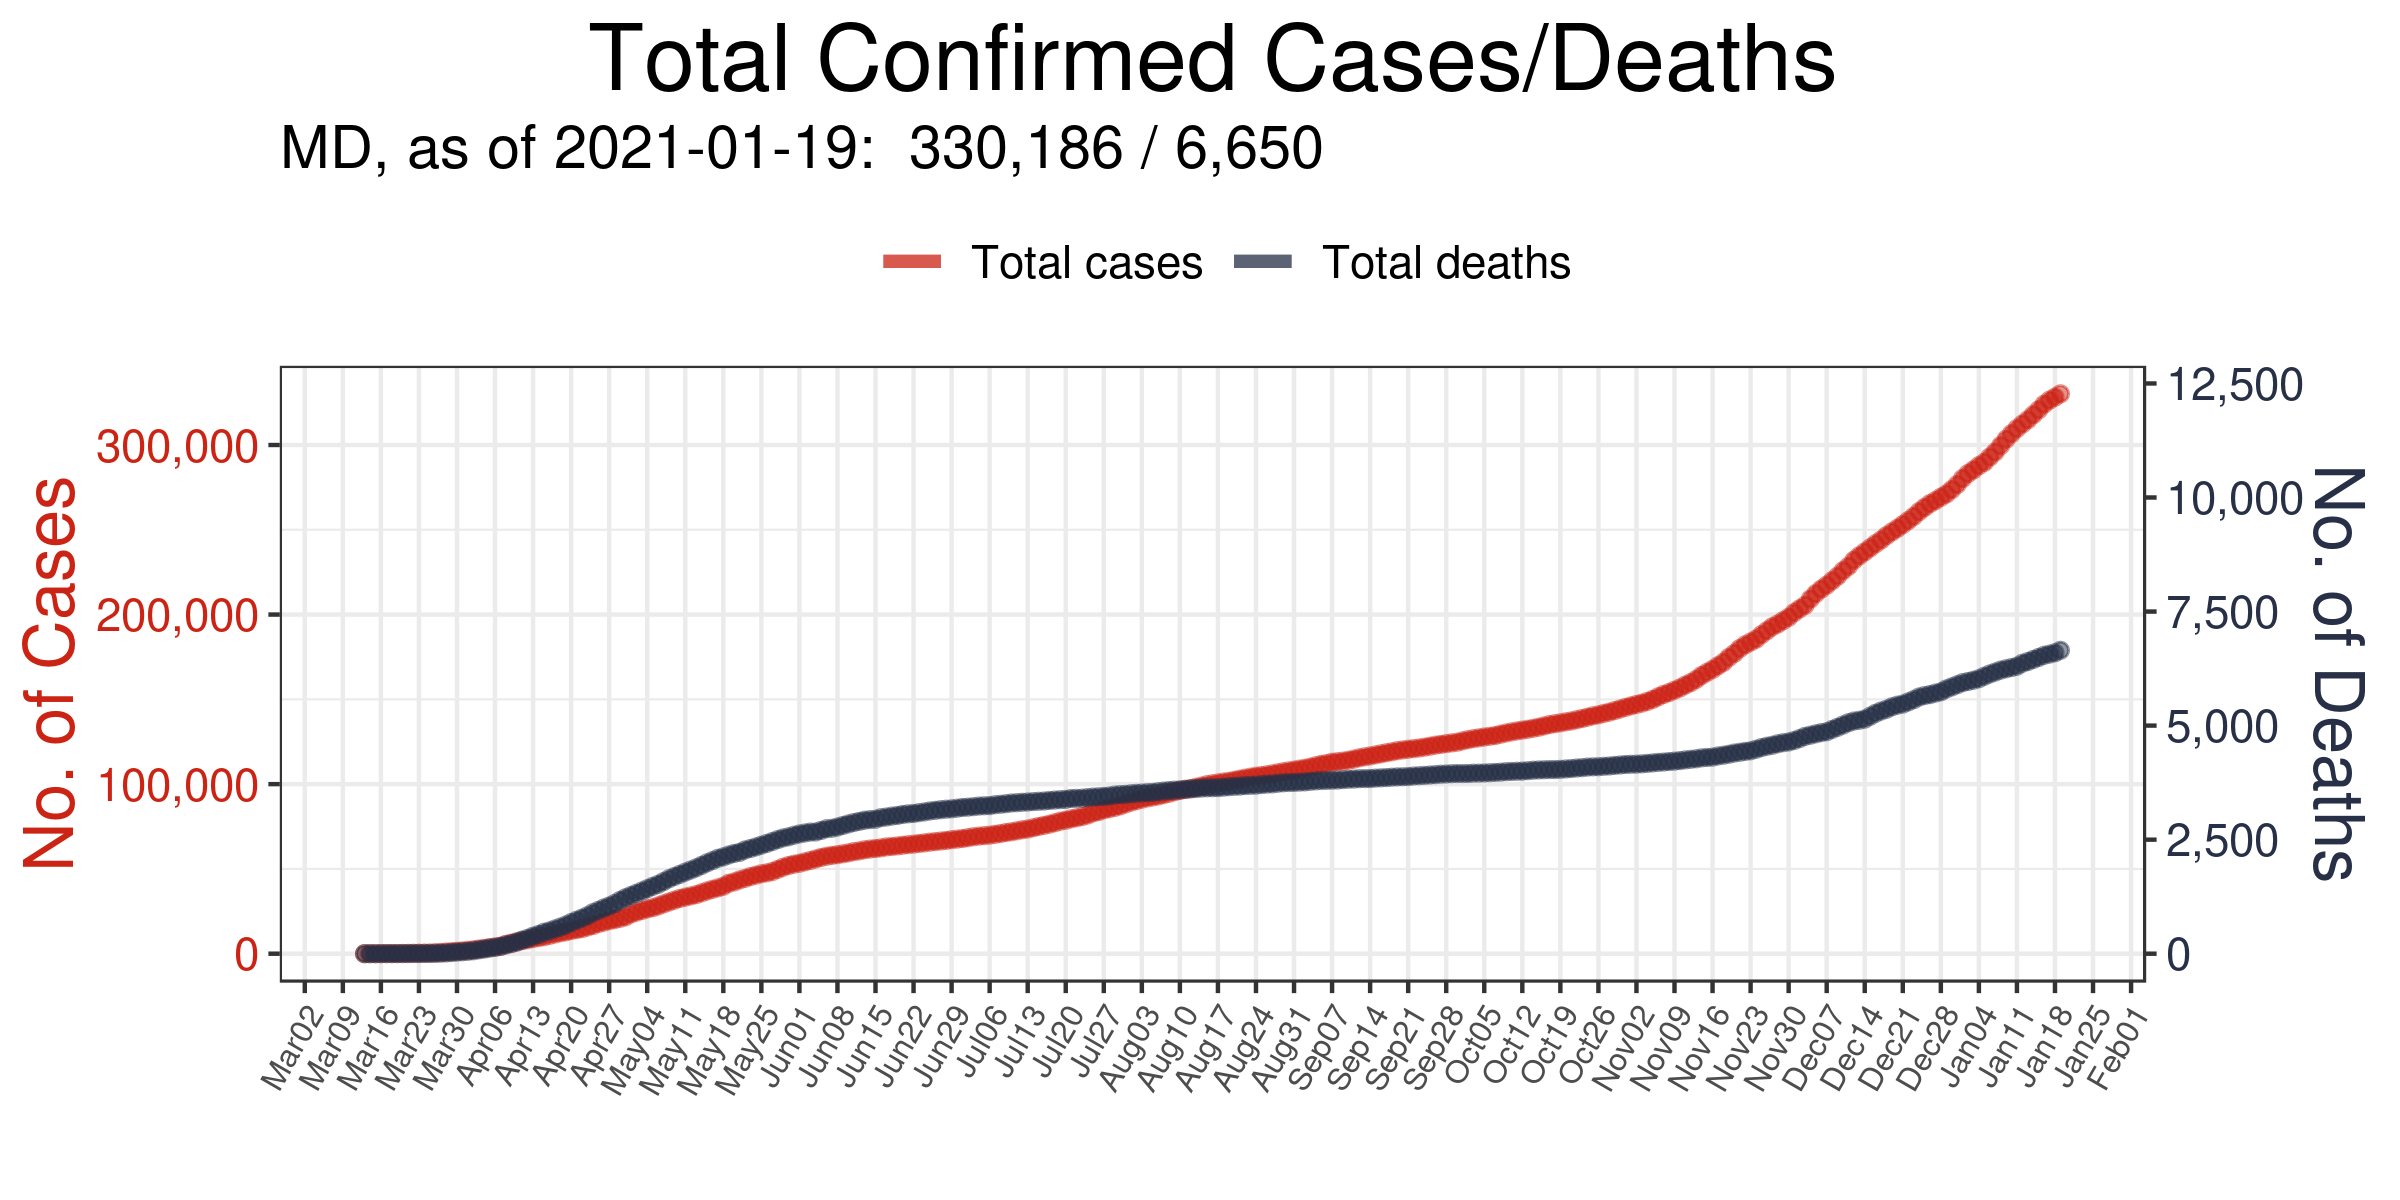 Total Confirmed Cases/Deaths
MD, as of 2021-01-19:  330,186 / 6,650
Total cases
Total deaths
No. of Cases
300,000
200,000
100,000
0
12,500
10,000
7,500
5,000
2,500
0
No. of Deaths
Mar02
Mar09
Mar16
Mar23
Mar30
Apr06
Apr13
Apr20
Apr27
May04
May11
May18
May25
Jun01
Jun08
Jun15
Jun22
Jun29
Jul06
Jul13
Jul20
Jul27
Aug03
Aug10
Aug17
Aug24
Aug31
Sep07
Sep14
Sep21
Sep28
Oct05
Oct12
Oct19
Oct26
Nov02
Nov09
Nov16
Nov23
Nov30
Dec07
Dec14
Dec21
Dec28
Jan04
Jan11
Jan18
Jan25
Feb01